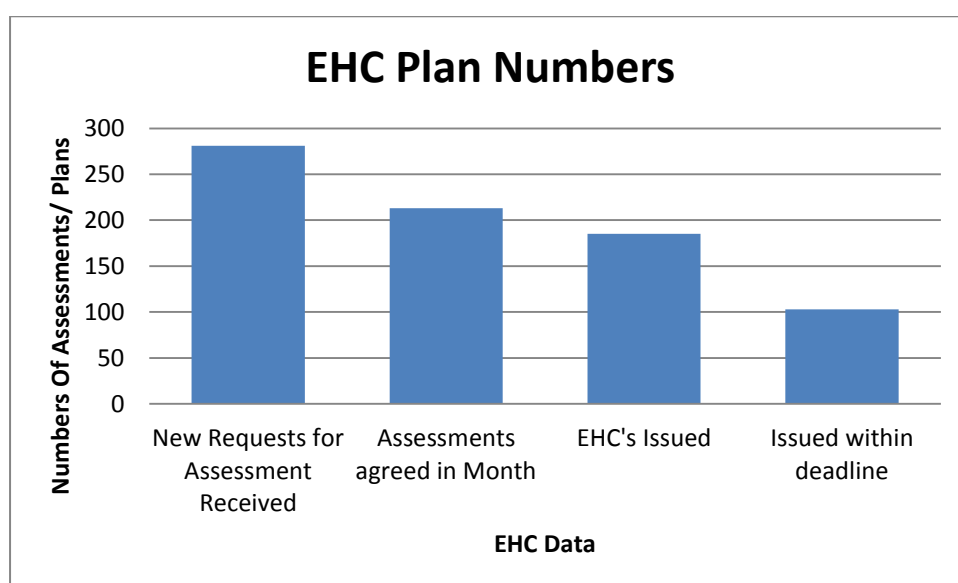 EHC Plan Numbers
Numbers Of Assessments/ Plans
300
250
200
150
100
50
0
New Requests for
Assessment
Received
Assessments
agreed in Month
EHC's Issued
Issued within
deadline
EHC Data